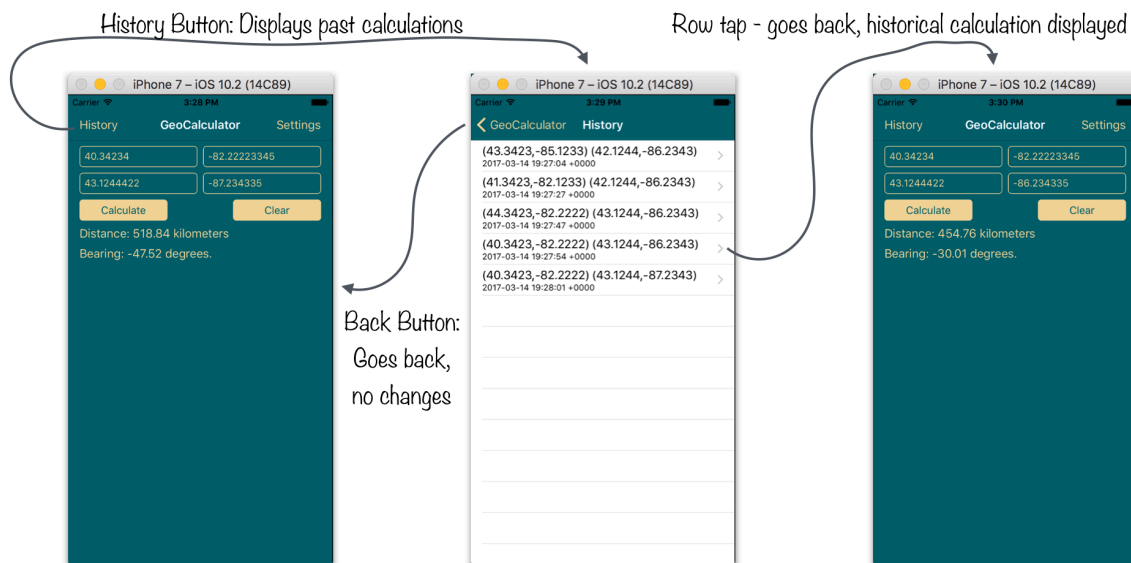 History Button: Displays past calculations
Row tap - goes back, historical calculation displayed
iPhone 7 – iOS 10.2 (14C89)
Carrier 3:28 PM
History GeoCalculator Settings
40.34234 -82.22223345
43.1244422 -87.234335
Calculate Clear
Distance: 518.84 kilometers
Bearing: -47.52 degrees.
Back Button:
Goes back,
no changes
iPhone 7 – iOS 10.2 (14C89)
Carrier 3:29 PM
GeoCalculator History
(43.3423,-85.1233) (42.1244,-86.2343)
2017-03-14 19:27:04 +0000
(41.3423,-82.1233) (42.1244,-86.2343)
2017-03-14 19:27:27 +0000
(44.3423,-82.2222) (43.1244,-86.2343)
2017-03-14 19:27:47 +0000
(40.3423,-82.2222) (43.1244,-86.2343)
2017-03-14 19:27:54 +0000
(40.3423,-82.2222) (43.1244,-87.2343)
2017-03-14 19:28:01 +0000
iPhone 7 – iOS 10.2 (14C89)
Carrier 3:30 PM
History GeoCalculator Settings
40.34234 -82.22223345
43.1244422 -86.234335
Calculate Clear
Distance: 454.76 kilometers
Bearing: -30.01 degrees.